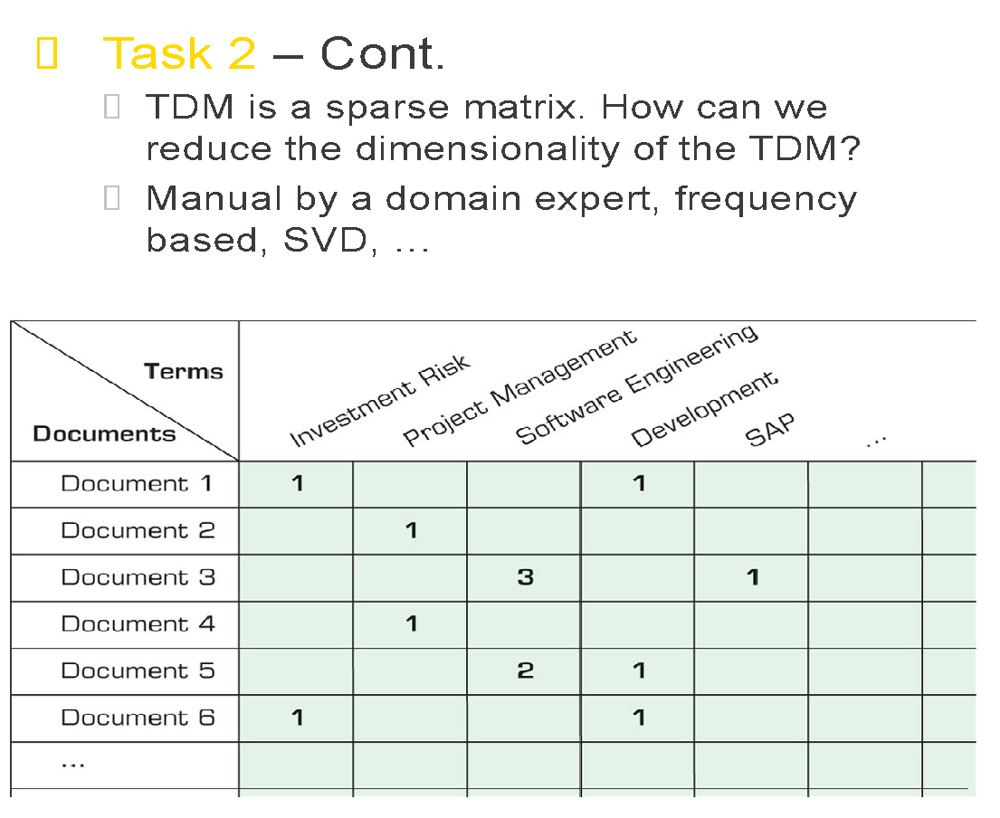 Task 2 – Cont.
TDM is a sparse matrix. How can we
reduce the dimensionality of the TDM?
Manual by a domain expert, frequency
based, SVD, ...
Terms
Documents
Investment Risk
Project Management
Software Engineering
Development
SAP
...
Document 1 1 1
Document 2 1
Document 3 3 1
Document 4 1
Document 5 2 1
Document 6 1 1
...